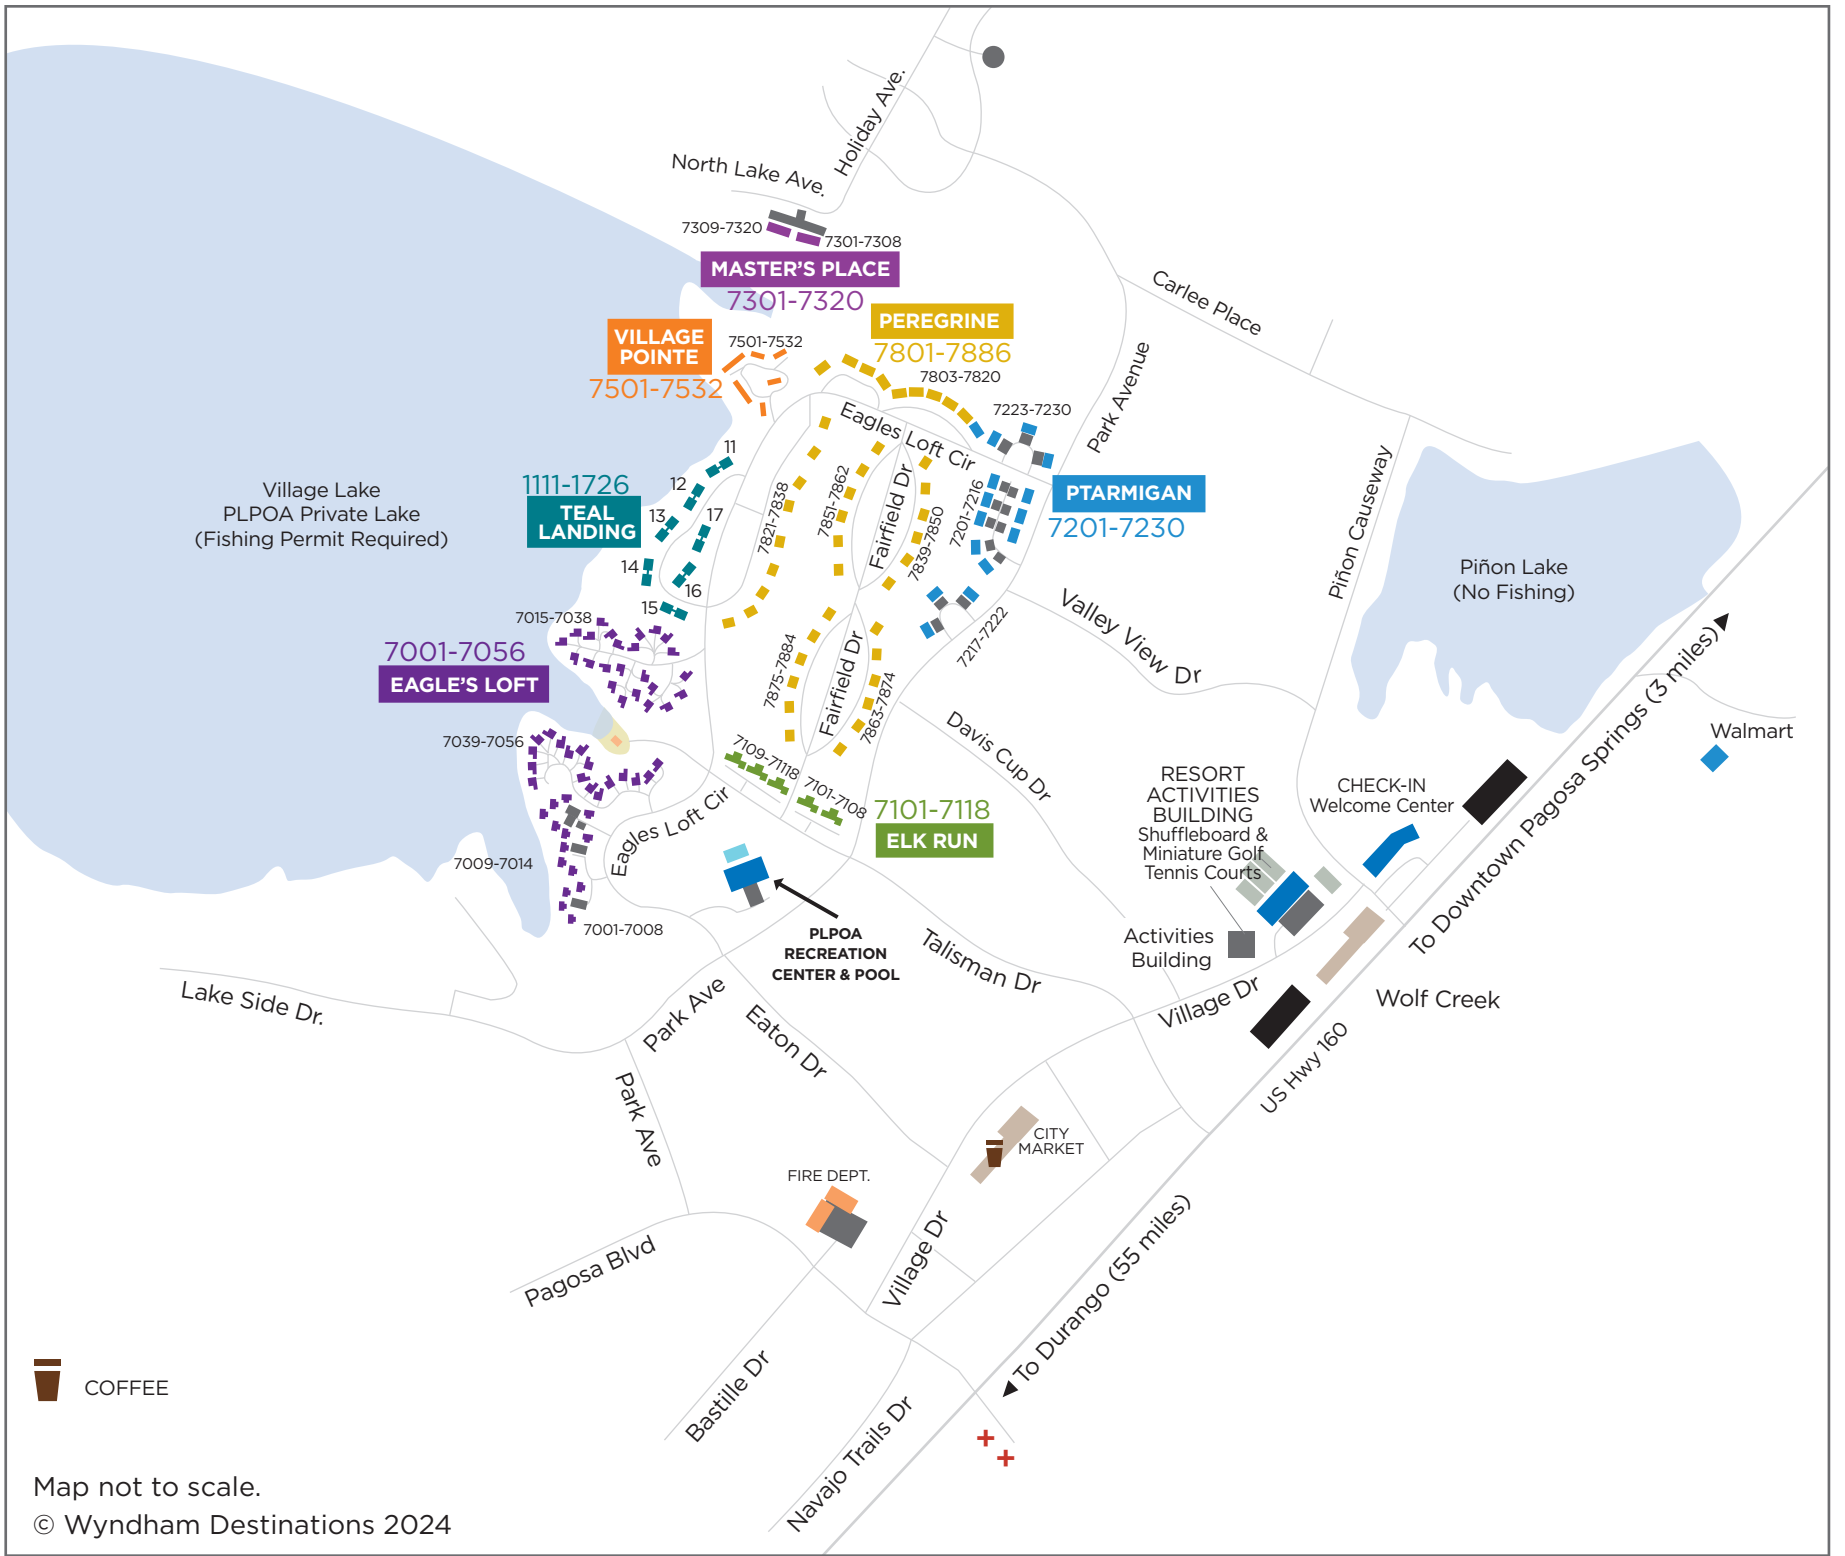 Holiday Ave.
North Lake Ave.
7309-7320
7301-7308
MASTER'S PLACE
7301-7320
Carlee Place
PEREGRINE
7801-7886
7803-7820
VILLAGE
POINTE
7501-7532
7501-7532
7223-7230
Park Avenue
Eagles Loft Cir
11
12
13
14
15
16
17
1111-1726
TEAL
LANDING
Village Lake
PLPOA Private Lake
(Fishing Permit Required)
7821-7838
7851-7862
Fairfield Dr
7839-7850
7201-7216
PTARMIGAN
7201-7230
7217-7222
Piñon Causeway
Piñon Lake
(No Fishing)
Valley View Dr
7015-7038
7001-7056
EAGLE'S LOFT
7875-7884
Fairfield Dr
7863-7874
7039-7056
7109-71118
7101-7108
7101-7118
ELK RUN
Davis Cup Dr
Eagles Loft Cir
7009-7014
7001-7008
PLPOA
RECREATION
CENTER & POOL
RESORT
ACTIVITIES
BUILDING
Shuffleboard &
Miniature Golf
Tennis Courts
CHECK-IN
Welcome Center
Walmart
To Downtown Pagosa Springs (3 miles)
Activities
Building
Talisman Dr
Village Dr
Wolf Creek
US Hwy 160
Lake Side Dr.
Park Ave
Eaton Dr
Park Ave
CITY
MARKET
FIRE DEPT.
Village Dr
Pagosa Blvd
To Durango (55 miles)
Bastille Dr
Navajo Trails Dr
COFFEE
Map not to scale.
© Wyndham Destinations 2024